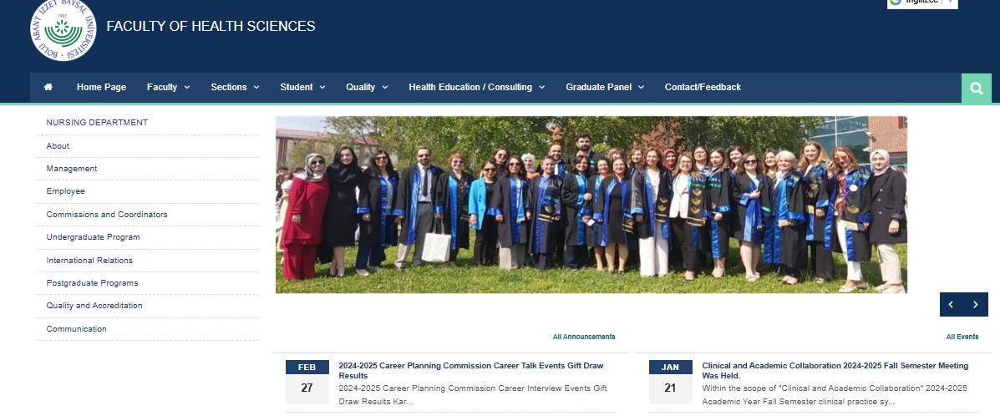 BOLU ABANT İZZET BAYSAL ÜNİVERSİTESİ
1992
FACULTY OF HEALTH SCIENCES
Home Page
Faculty
Sections
Student
Quality
Health Education / Consulting
Graduate Panel
Contact/Feedback
NURSING DEPARTMENT
About
Management
Employee
Commissions and Coordinators
Undergraduate Program
International Relations
Postgraduate Programs
Quality and Accreditation
Communication
All Announcements
FEB
27
2024-2025 Career Planning Commission Career Talk Events Gift Draw
Results
2024-2025 Career Planning Commission Career Interview Events Gift
Draw Results Kar...
All Events
JAN
21
Clinical and Academic Collaboration 2024-2025 Fall Semester Meeting
Was Held.
Within the scope of "Clinical and Academic Collaboration" 2024-2025
Academic Year Fall Semester clinical practice sy...